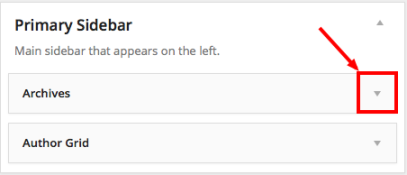 Primary Sidebar
Main sidebar that appears on the left.
Archives
Author Grid